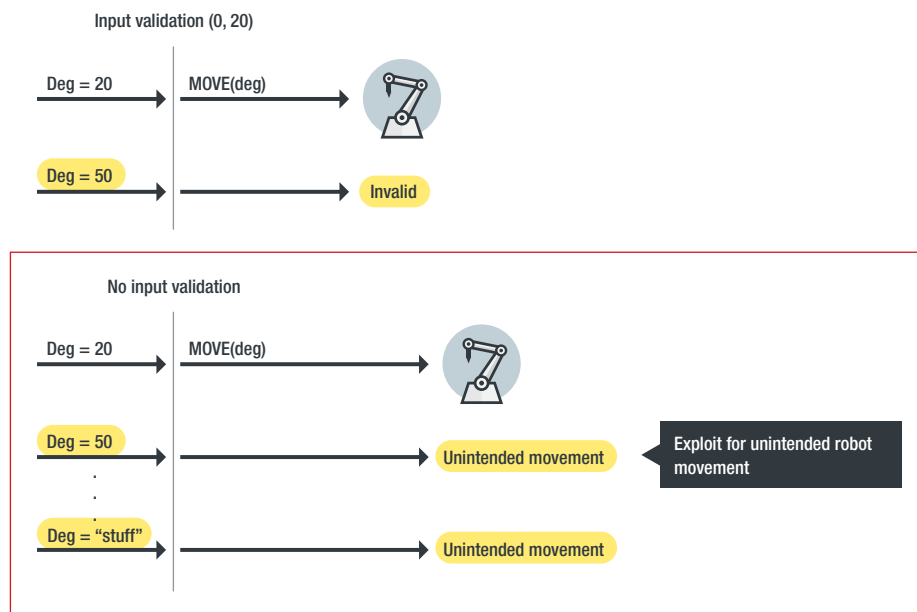 Input validation (0, 20)
Deg = 20
MOVE(deg)
Deg = 50
Invalid
No input validation
Deg = 20
MOVE(deg)
Deg = 50
Unintended movement
Exploit for unintended robot
movement
.
.
.
Deg = “stuff”
Unintended movement